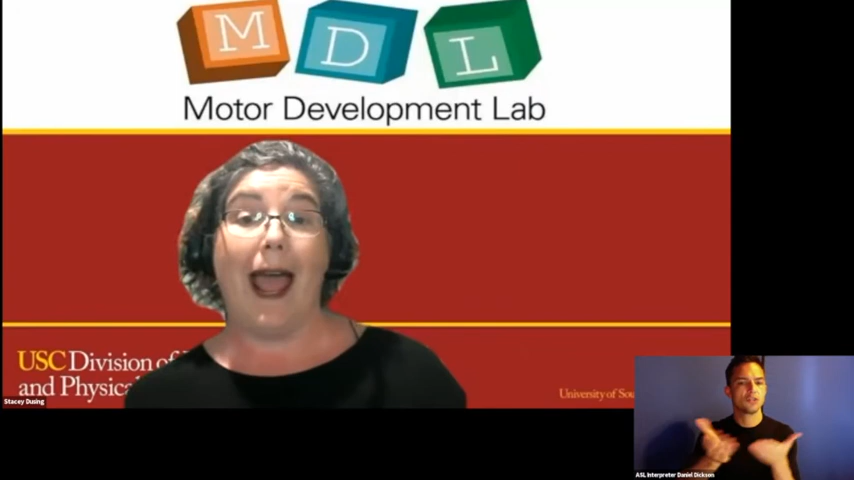 M D L
Motor Development Lab
USC Division of
and Physical
University of Sou
Stacey Dusing
ASL Interpreter Daniel Dickson